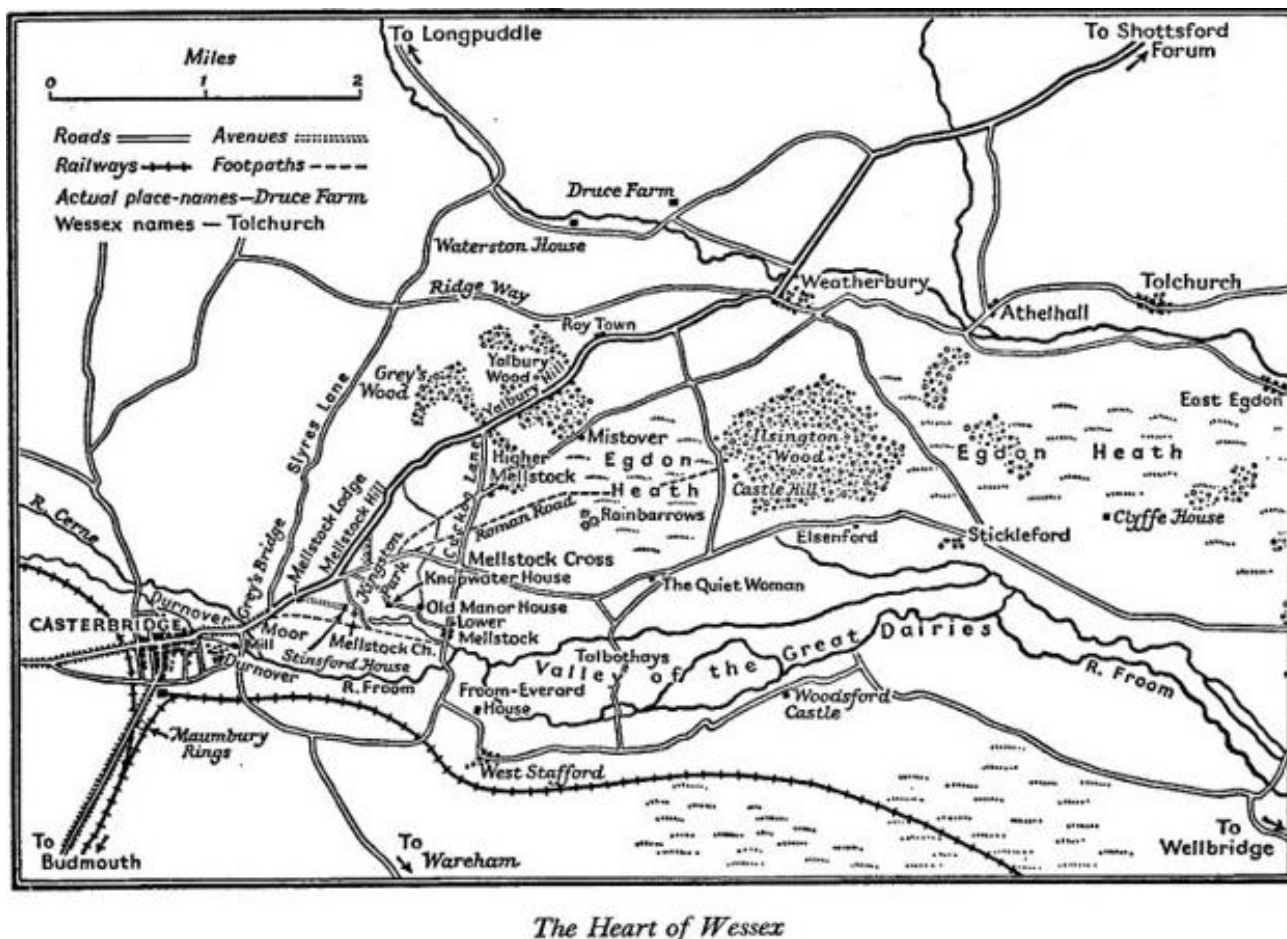 To Longpuddle
To Shottsford
Forum
Miles
0 1 2
Roads Avenues
Railways Footpaths
Actual place-names—Druce Farm
Wessex names — Tolchurch
Druce Farm
Waterston House
Ridge Way
Weatherbury
Tolchurch
Athelhall
Roy Town
Yalbury
Wood
Yalbury Hill
Grey's
Wood
East Egdon
Slyres Lane
Mistover
Ilsington
Wood
Egdon
Heath
Egdon Heath
Higher
Mellstock
Castle Hill
Clyffe House
Cuckoo Lane
Roman Road
Rainbarrows
R. Cerne
Grey's Bridge
Mellstock Lodge
Mellstock Hill
Kingston
Park
Elsenford
Stickleford
Mellstock Cross
Knapwater House
The Quiet Woman
Durnover
CASTERBRIDGE
Moor
Mill
Durnover
Old Manor House
Lower
Mellstock
Mellstock Ch.
Stinsford House
R. Froom
Talbothays
Valley of the Great Dairies
R. Froom
Froom-Everard
House
Woodsford
Castle
Maumbury
Rings
West Stafford
To
Budmouth
To
Wareham
To
Wellbridge
The Heart of Wessex